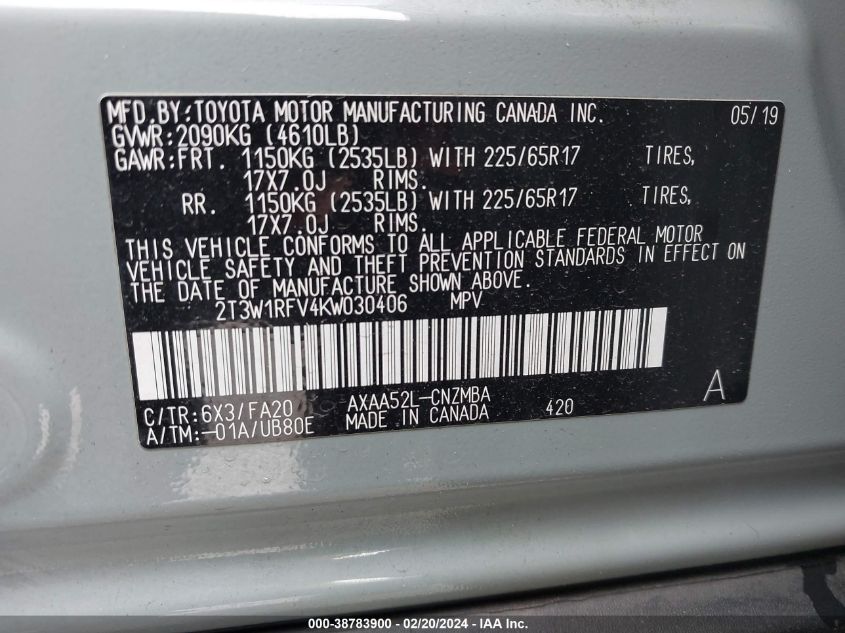 MFD.BY:TOYOTA MOTOR MANUFACTURING CANADA INC. 05/19
GVWR:2090KG (4610LB)
GAWR:FRT. 1150KG (2535LB) WITH 225/65R17 TIRES,
17X7.0J RIMS.
RR. 1150KG (2535LB) WITH 225/65R17 TIRES,
17X7.0J RIMS.
THIS VEHICLE CONFORMS TO ALL APPLICABLE FEDERAL MOTOR
VEHICLE SAFETY AND THEFT PREVENTION STANDARDS IN EFFECT ON
THE DATE OF MANUFACTURE SHOWN ABOVE.
2T3W1RFV4KW030406 MPV
C/TR:6X3/FA20 AXAA52L-CNZMBA 420 A
A/TM:-01A/UB80E MADE IN CANADA
000-38783900 - 02/20/2024 - IAA Inc.